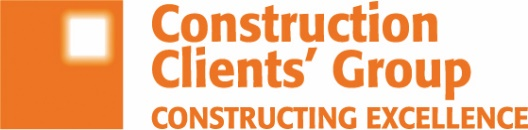 Construction
Clients’ Group
CONSTRUCTING EXCELLENCE